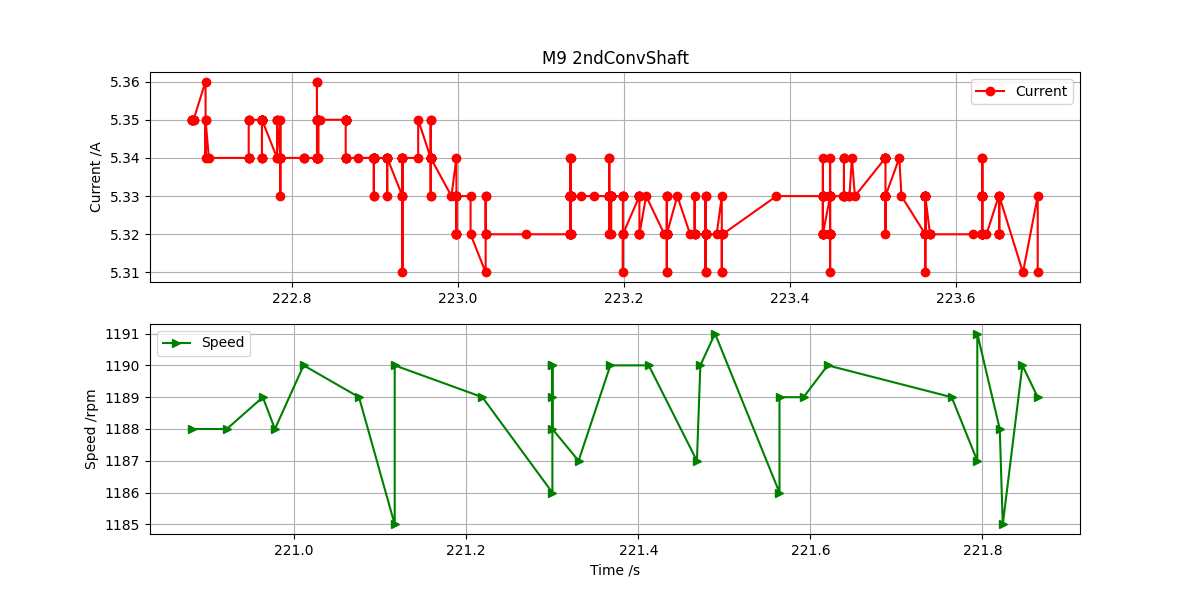 M9 2ndConvShaft
5.36
5.35
5.34
5.33
5.32
5.31
Current /A
Current
222.8 223.0 223.2 223.4 223.6
1191
1190
1189
1188
1187
1186
1185
Speed /rpm
Speed
221.0 221.2 221.4 221.6 221.8
Time /s